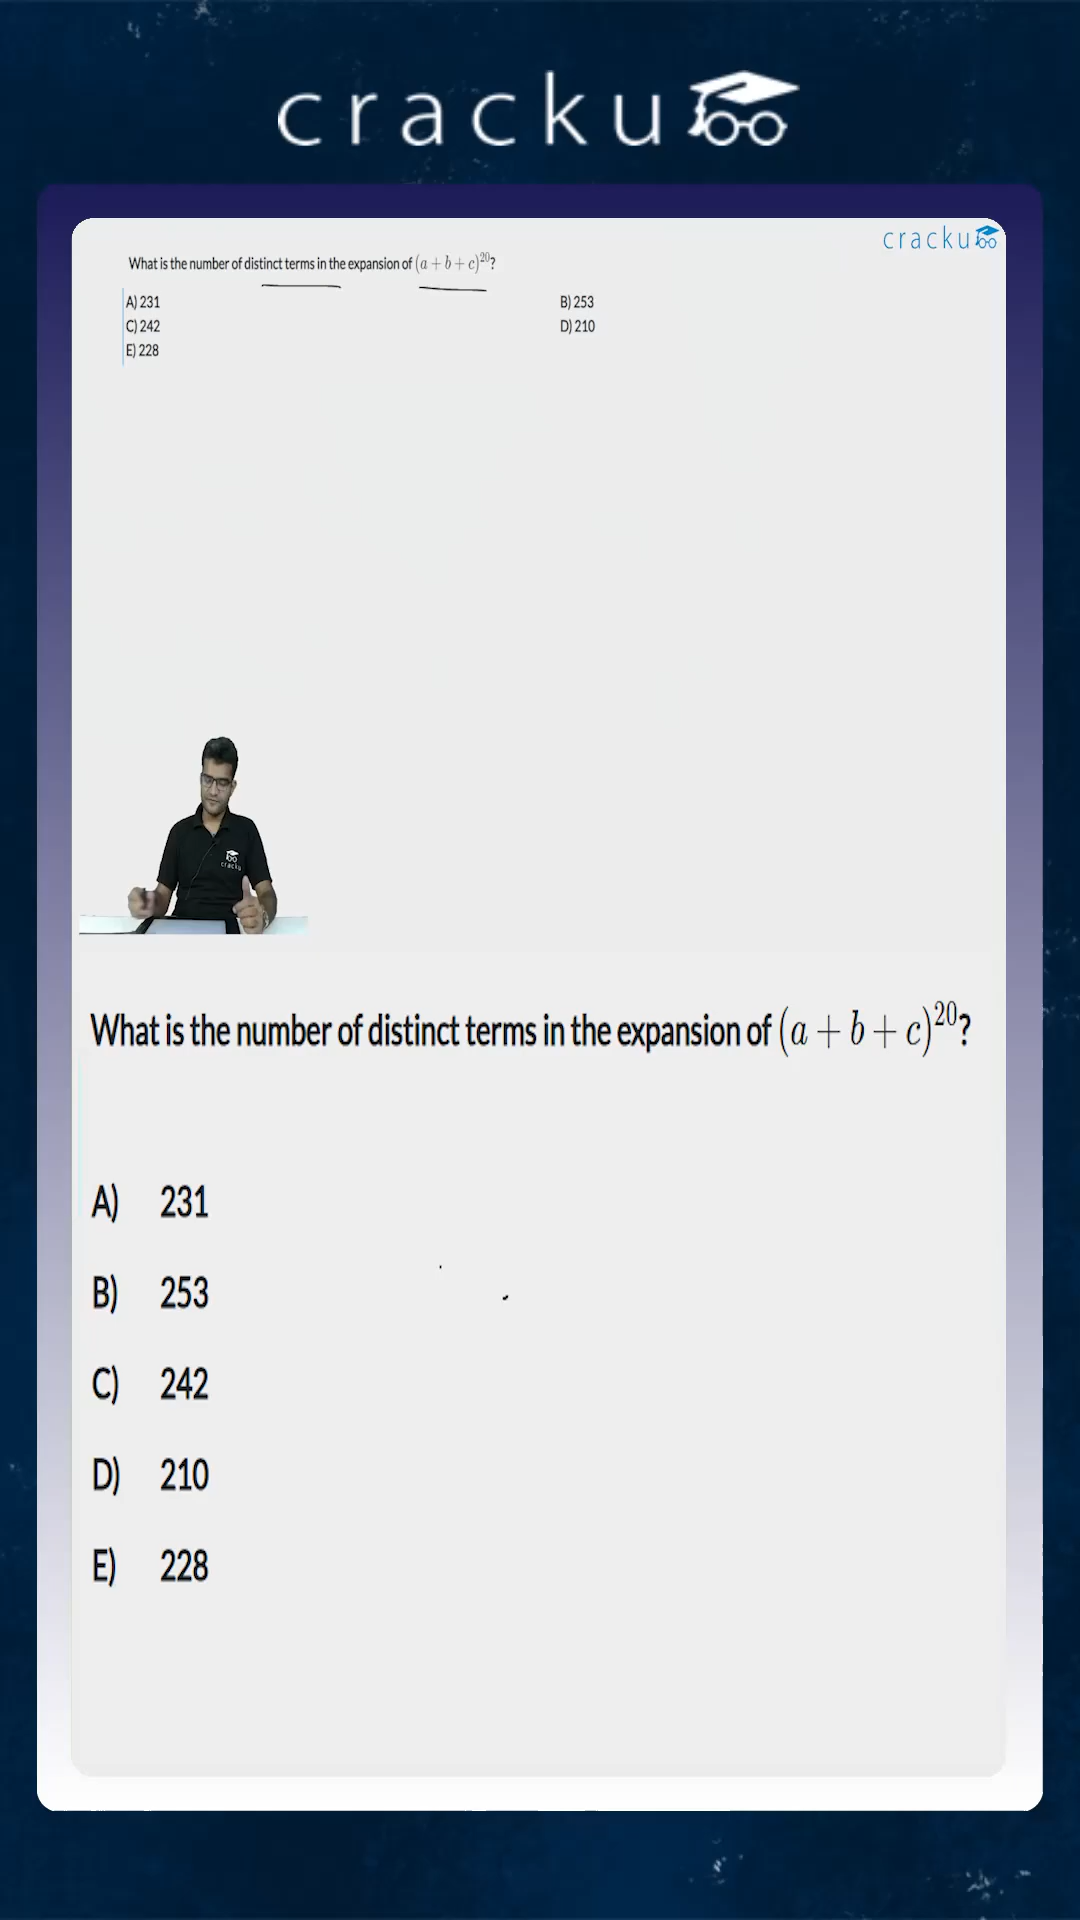 cracku
cracku
What is the number of distinct terms in the expansion of (a + b + c)^20?
A) 231
B) 253
C) 242
D) 210
E) 228
cracku
What is the number of distinct terms in the expansion of (a + b + c)^20?
A) 231
B) 253
C) 242
D) 210
E) 228